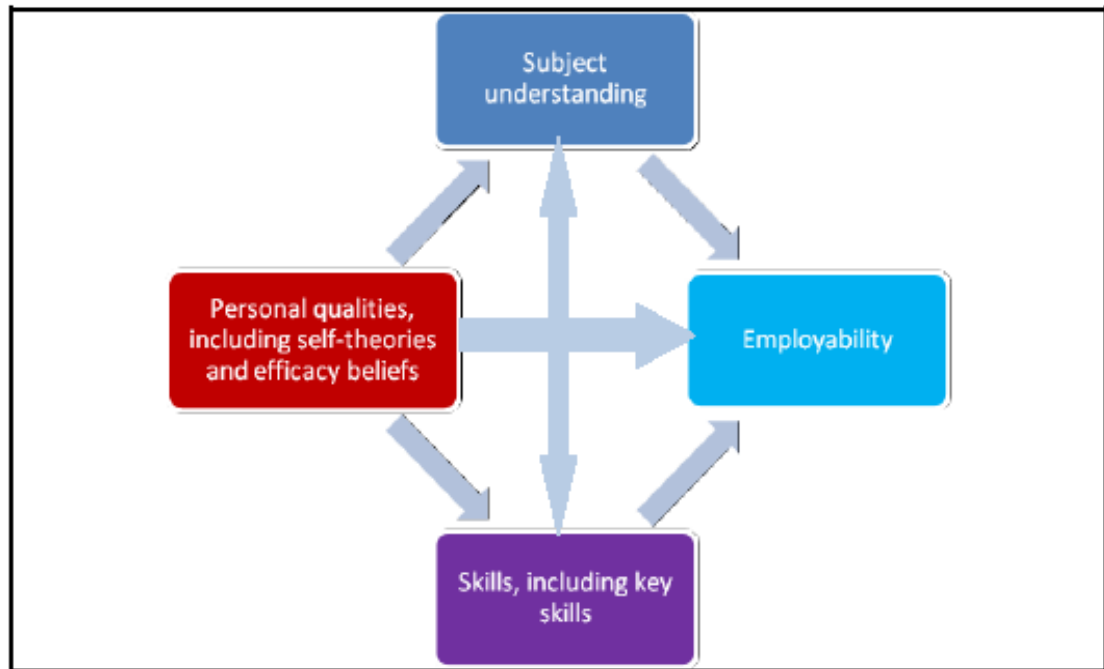 Subject
understanding
Personal qualities,
including self-theories
and efficacy beliefs
Employability
Skills, including key
skills